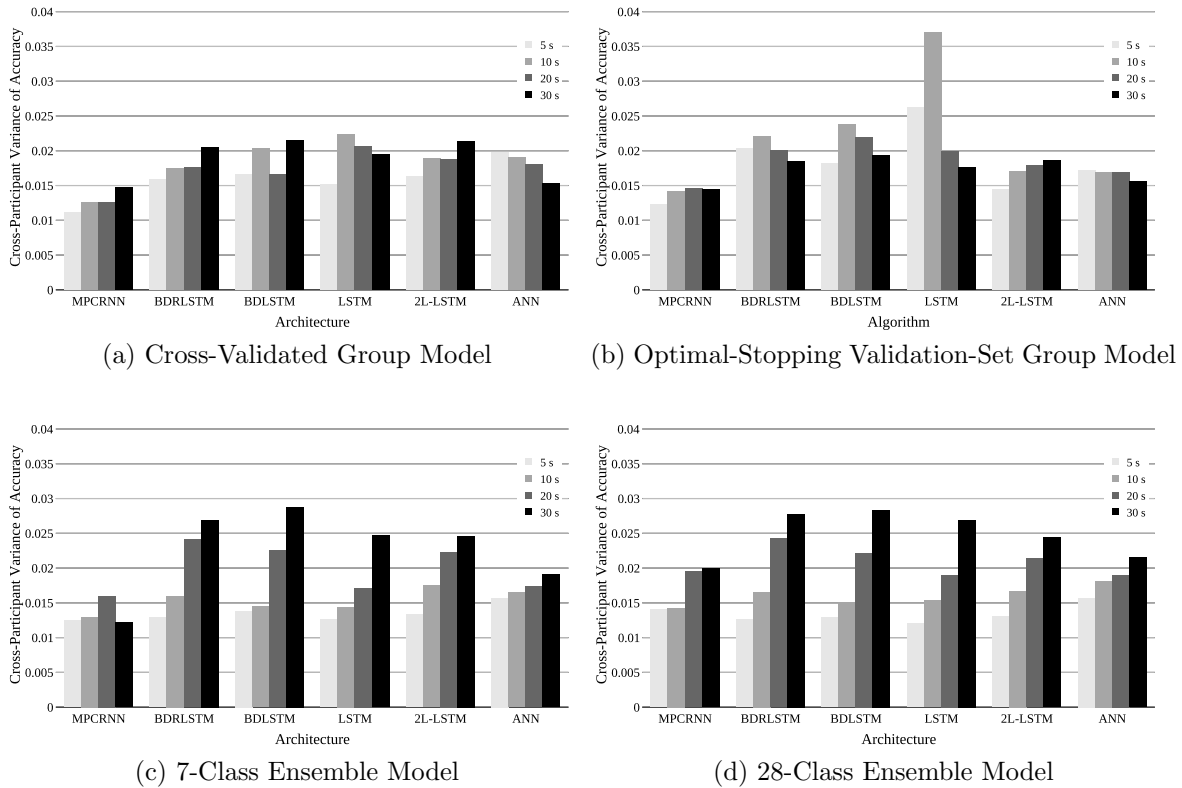 Cross-Participant Variance of Accuracy
0.04
0.035
0.03
0.025
0.02
0.015
0.01
0.005
0
5 s
10 s
20 s
30 s
MPCRNN BDRLSTM BDLSTM LSTM 2L-LSTM ANN
Architecture
(a) Cross-Validated Group Model
Cross-Participant Variance of Accuracy
0.04
0.035
0.03
0.025
0.02
0.015
0.01
0.005
0
5 s
10 s
20 s
30 s
MPCRNN BDRLSTM BDLSTM LSTM 2L-LSTM ANN
Algorithm
(b) Optimal-Stopping Validation-Set Group Model
Cross-Participant Variance of Accuracy
0.04
0.035
0.03
0.025
0.02
0.015
0.01
0.005
0
5 s
10 s
20 s
30 s
MPCRNN BDRLSTM BDLSTM LSTM 2L-LSTM ANN
Architecture
(c) 7-Class Ensemble Model
Cross-Participant Variance of Accuracy
0.04
0.035
0.03
0.025
0.02
0.015
0.01
0.005
0
5 s
10 s
20 s
30 s
MPCRNN BDRLSTM BDLSTM LSTM 2L-LSTM ANN
Architecture
(d) 28-Class Ensemble Model